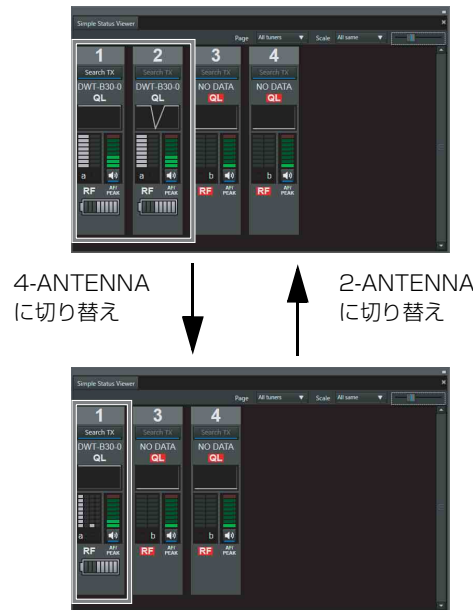 Simple Status Viewer
Page All tuners Scale All same
1 2 3 4
Search TX Search TX Search TX Search TX
DWT-B30-0 DWT-B30-0 NO DATA NO DATA
QL QL QL QL
a a b b
RF AF/PEAK RF AF/PEAK RF AF/PEAK RF AF/PEAK
4-ANTENNA
に切り替え
2-ANTENNA
に切り替え
Simple Status Viewer
Page All tuners Scale All same
1 3 4
Search TX Search TX Search TX
DWT-B30-0 NO DATA NO DATA
QL QL QL
a b b
RF AF/PEAK RF AF/PEAK RF AF/PEAK